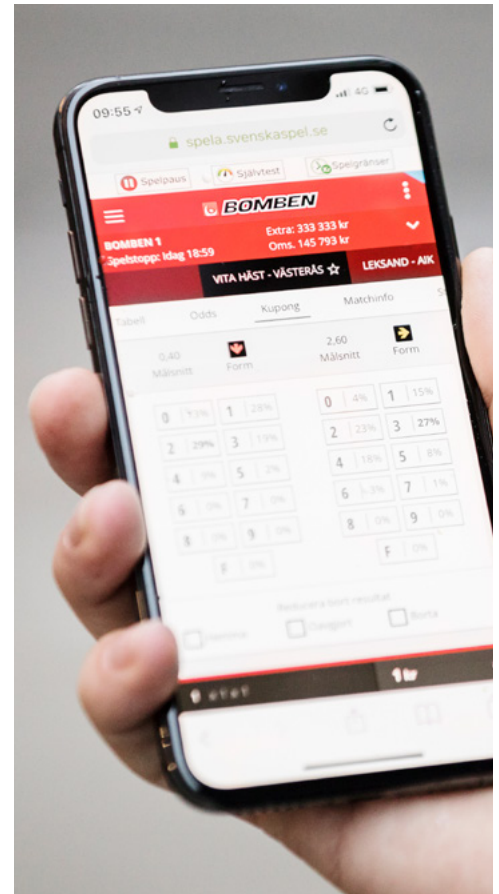 09:55 4G
spela.svenskaspel.se
Spelpaus Självtest Spelgränser
BOMBEN
BOMBEN 1 Extra: 333 333 kr
Spelstopp: Idag 18:59 Oms. 145 793 kr
VITA HÄST - VÄSTERÅS LEKSAND - AIK
Tabell Odds Kupong Matchinfo
0,40 2,60
Målsnitt Form Målsnitt Form
0 1 28% 0 4% 1 15%
2 29% 3 19% 2 23% 3 27%
4 5 2% 4 18% 5 8%
6 0% 7 0% 6 3% 7 1%
8 0% 9 0% 8 0% 9 0%
F 0% F 0%
Reducera bort resultat
Hemma Oavgjort Borta
1 kr